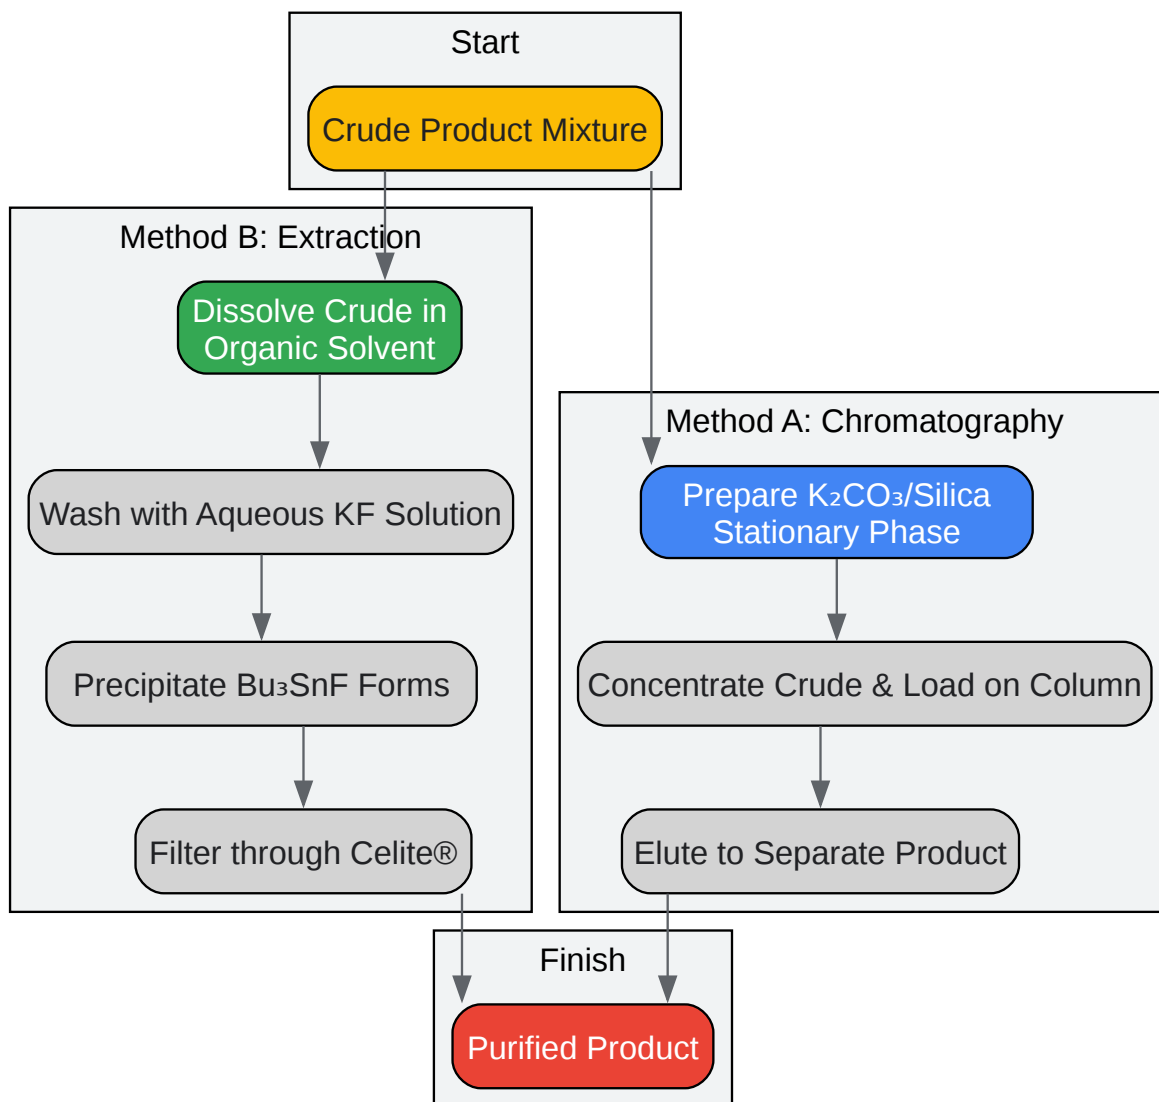 Start
Crude Product Mixture
Method B: Extraction
Dissolve Crude in
Organic Solvent
Wash with Aqueous KF Solution
Precipitate Bu₃SnF Forms
Filter through Celite®
Method A: Chromatography
Prepare K₂CO₃/Silica
Stationary Phase
Concentrate Crude & Load on Column
Elute to Separate Product
Finish
Purified Product